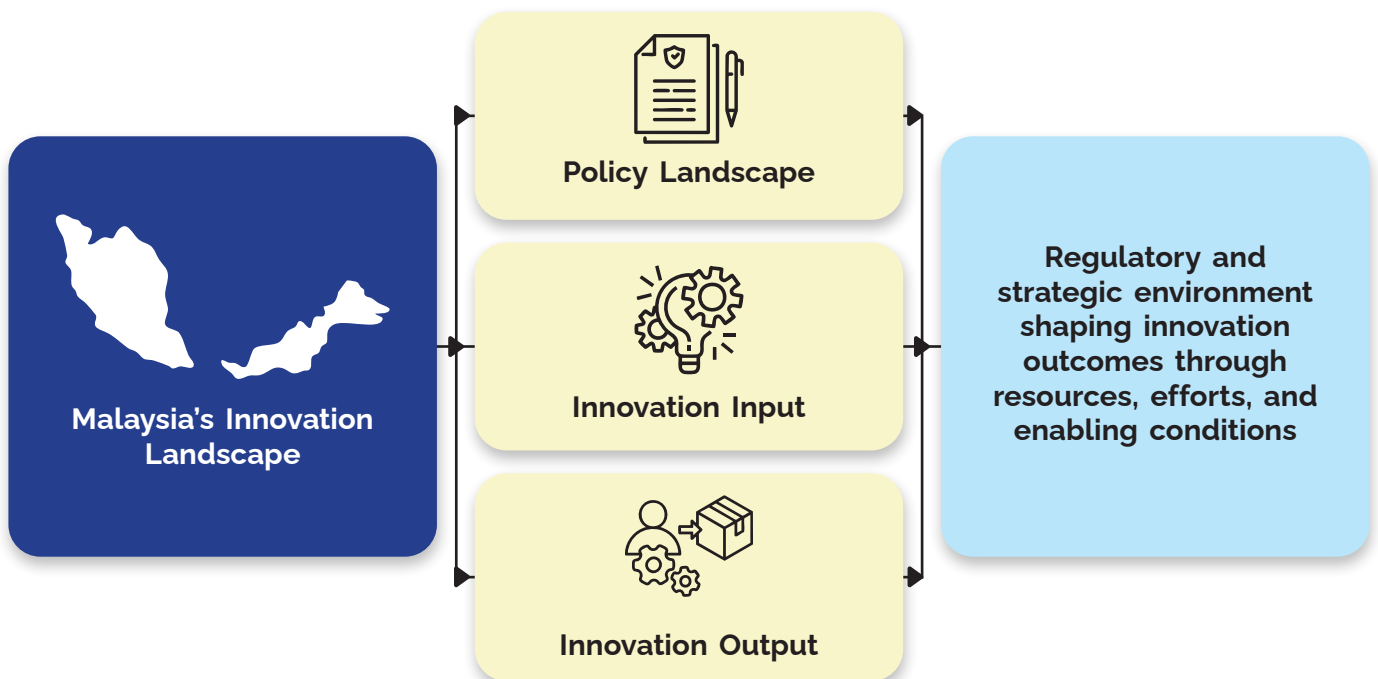 Malaysia’s Innovation
Landscape
Policy Landscape
Innovation Input
Innovation Output
Regulatory and
strategic environment
shaping innovation
outcomes through
resources, efforts, and
enabling conditions